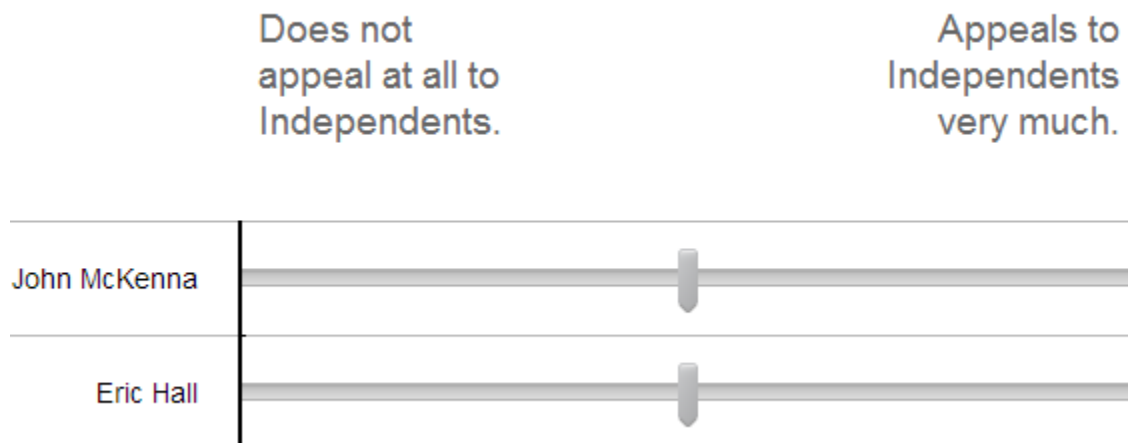 Does not
appeal at all to
Independents.
Appeals to
Independents
very much.
John McKenna
Eric Hall